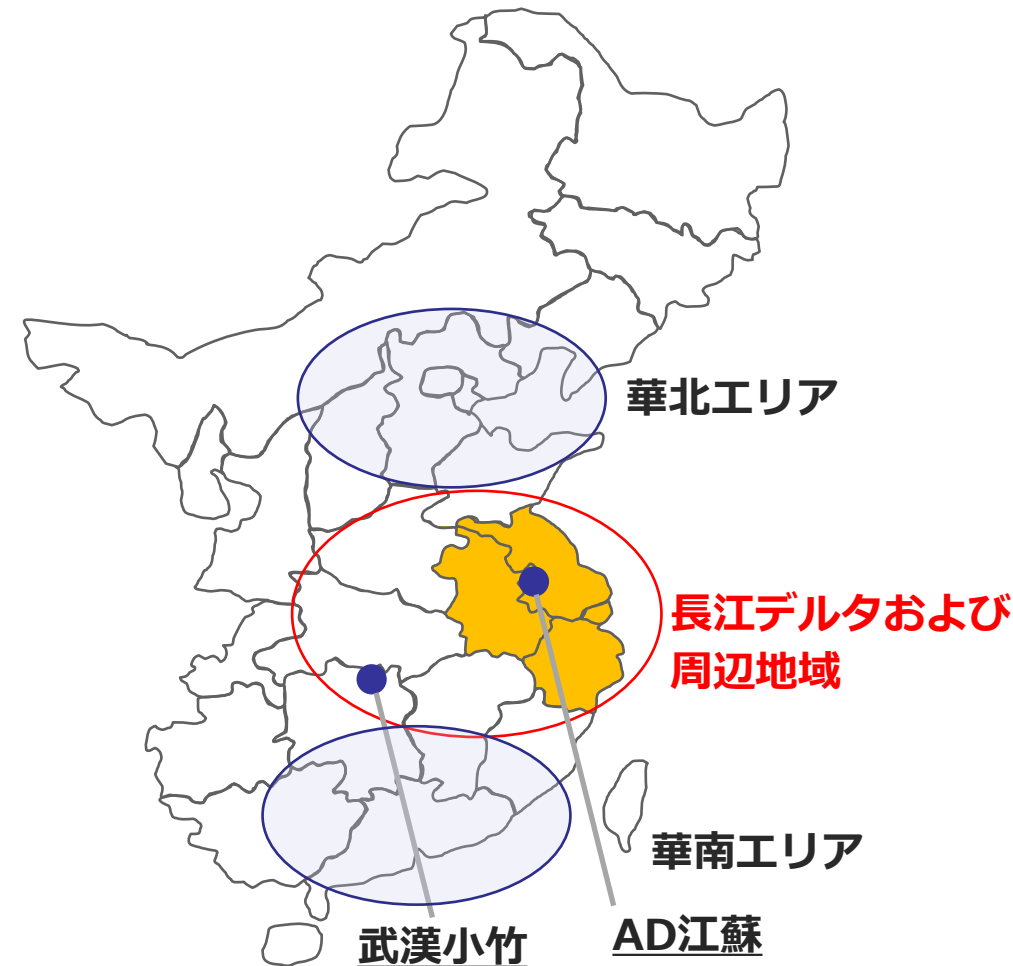 華北エリア
長江デルタおよび
周辺地域
華南エリア
武漢小竹
AD江蘇